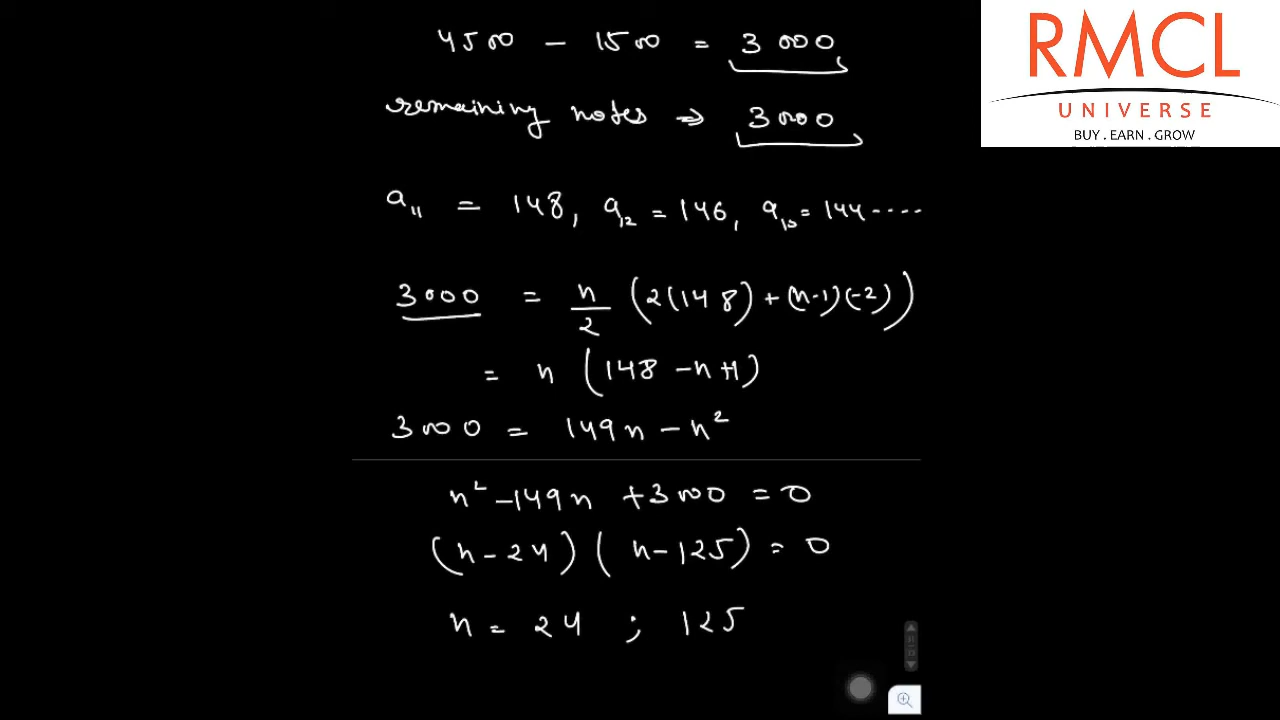 4500 - 1500 = 3000
RMCL
UNIVERSE
BUY . EARN . GROW
remaining notes ⇒ 3000
a₁₁ = 148, a₁₂ = 146, a₁₀ = 144 ....
3000 = n/2 (2(148) + (n-1)(-2))
= n (148 - n + 1)
3000 = 149n - n²
n² - 149n + 3000 = 0
(n - 24) (n - 125) = 0
n = 24 ; 125